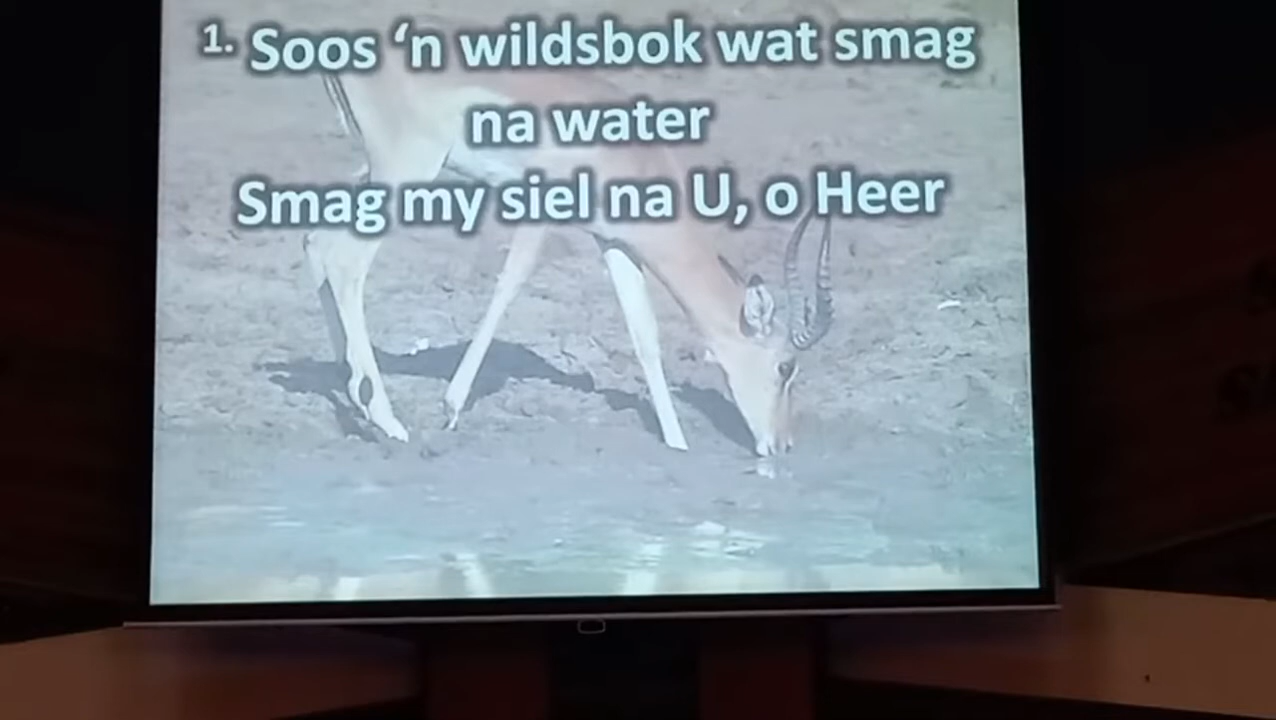 1. Soos ‘n wildsbok wat smag
na water
Smag my siel na U, o Heer